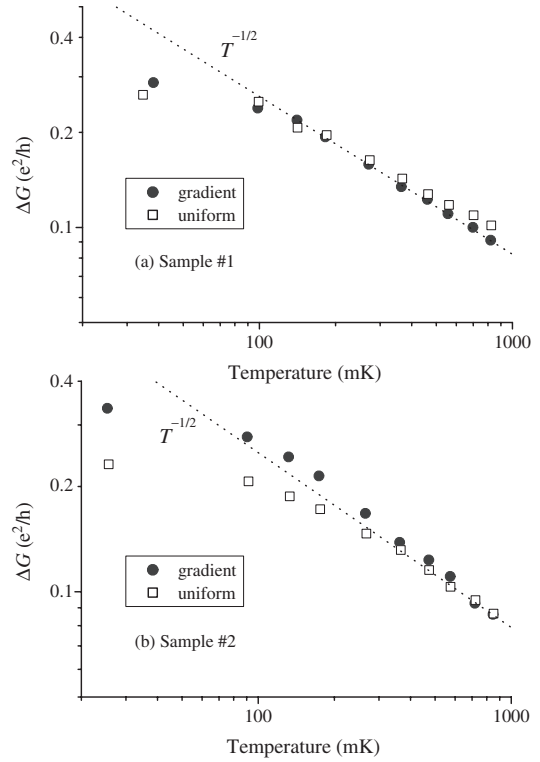 0.4
T^{-1/2}
0.2
ΔG (e²/h)
0.1
gradient
uniform
(a) Sample #1
100 1000
Temperature (mK)
0.4
T^{-1/2}
0.2
ΔG (e²/h)
0.1
gradient
uniform
(b) Sample #2
100 1000
Temperature (mK)